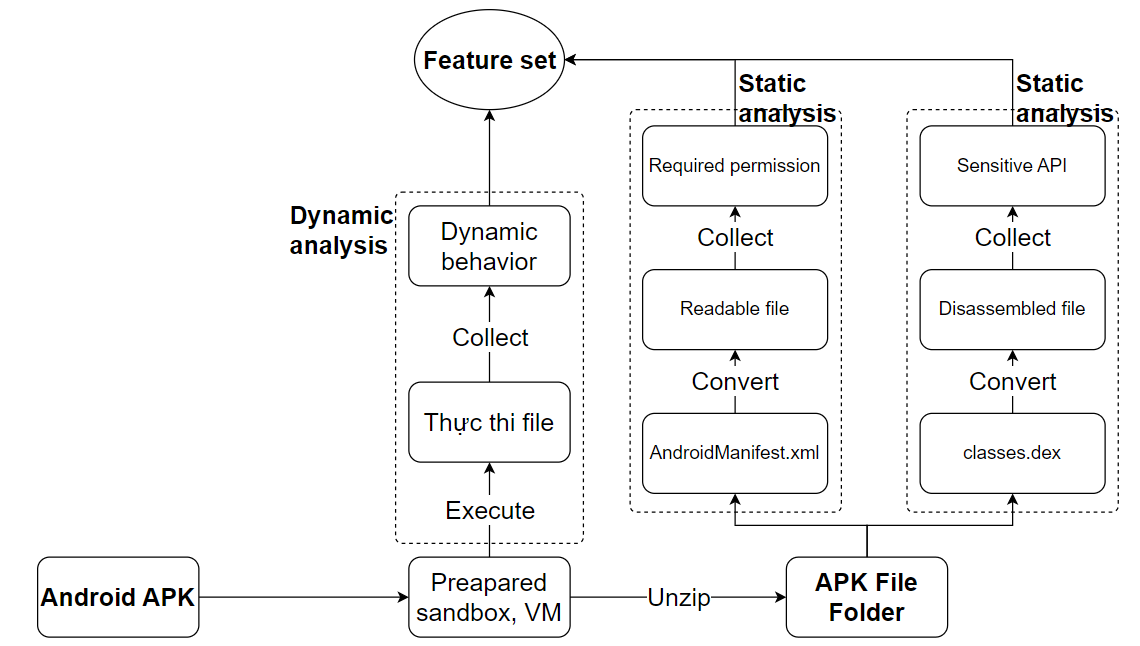 Feature set
Static
analysis
Static
analysis
Required permission
Sensitive API
Dynamic
analysis
Dynamic
behavior
Collect
Collect
Readable file
Disassembled file
Collect
Convert
Convert
Thực thi file
AndroidManifest.xml
classes.dex
Execute
Android APK
Preapared
sandbox, VM
Unzip
APK File
Folder